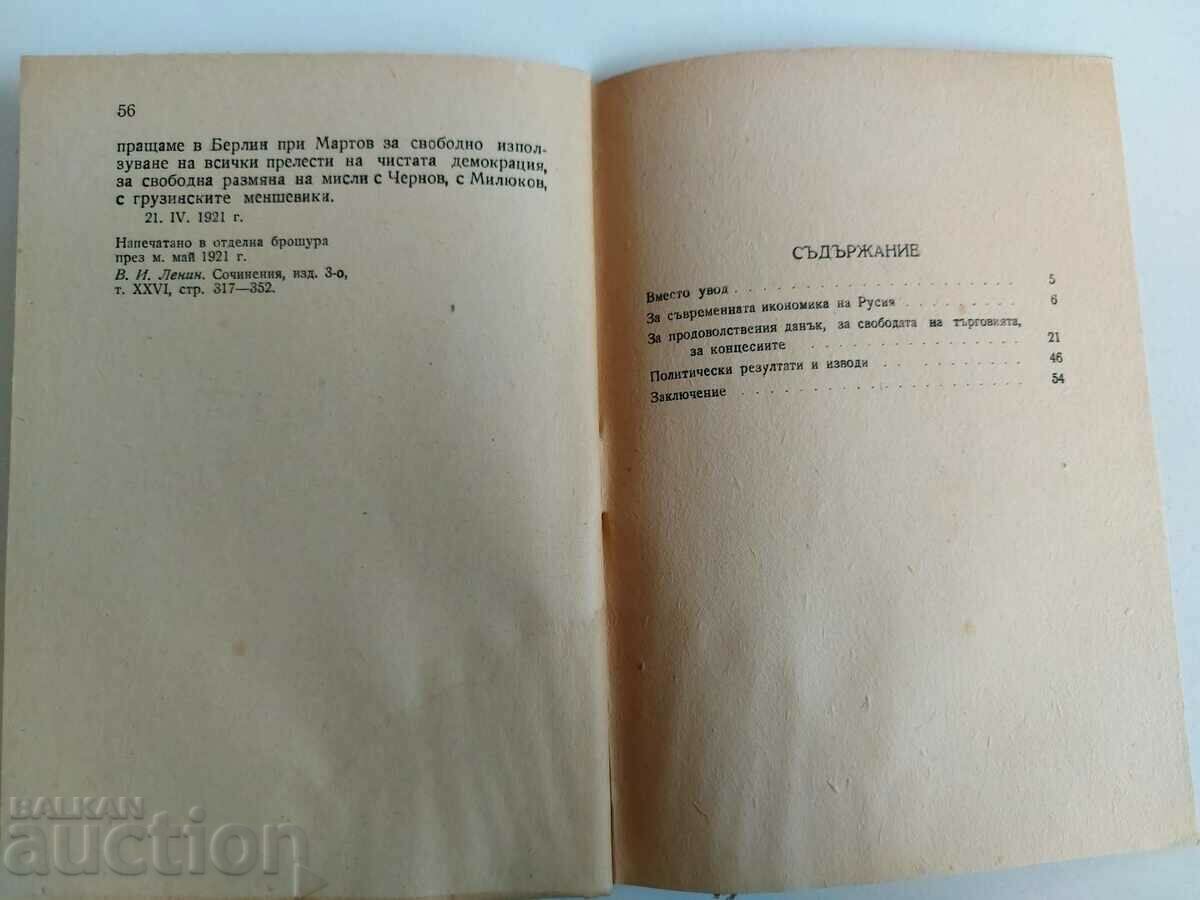 56
пращаме в Берлин при Мартов за свободно изпол-
зуване на всички прелести на чистата демокрация,
за свободна размяна на мисли с Чернов, с Милюков,
с грузинските меншевики.
21. IV. 1921 г.
Напечатано в отделна брошура
през м. май 1921 г.
В. И. Ленин. Сочинения, изд. 3-о,
т. XXVI, стр. 317—352.
СЪДЪРЖАНИЕ
Вместо увод . . . . . . . . . . . . . . . . . . . . 5
За съвременната икономика на Русия . . . . . . . . 6
За продоволствения данък, за свободата на търговията,
за концесиите . . . . . . . . . . . . . . . . . 21
Политически резултати и изводи . . . . . . . . . . 46
Заключение . . . . . . . . . . . . . . . . . . . . 54
BALKAN
auction